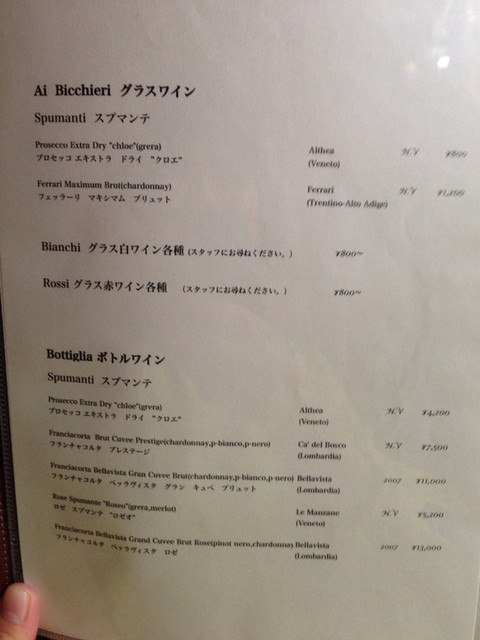 Ai Bicchieri グラスワイン
Spumanti スプマンテ
Prosecco Extra Dry "chloe"(grera) Althea N.V ¥800
プロセッコ エキストラ ドライ "クロエ" (Veneto)
Ferrari Maximum Brut(chardonnay) Ferrari N.V ¥1,200
フェッラーリ マキシマム ブリュット (Trentino-Alto Adige)
Bianchi グラス白ワイン各種 (スタッフにお尋ねください。) ¥800~
Rossi グラス赤ワイン各種 (スタッフにお尋ねください。) ¥800~
Bottiglia ボトルワイン
Spumanti スプマンテ
Prosecco Extra Dry "chloe"(grera) Althea N.V ¥4,200
プロセッコ エキストラ ドライ "クロエ" (Veneto)
Franciacorta Brut Cuvee Prestige(chardonnay,p-bianco,p-nero) Ca' del Bosco N.V ¥7,500
フランチャコルタ プレステージ (Lombardia)
Franciacorta Bellavista Gran Cuvee Brut(chardonnay,p-bianco,p-nero) Bellavista 2007 ¥11,000
フランチャコルタ ベッラヴィスタ グラン キュベ ブリュット (Lombardia)
Rose Spumante "Roseo"(grera,merlot) Le Manzane N.V ¥5,200
ロゼ スプマンテ "ロゼオ" (Veneto)
Franciacorta Bellavista Grand Cuvee Brut Rose(pinot nero,chardonnay Bellavista 2007 ¥13,000
フランチャコルタ ベッラヴィスタ ロゼ (Lombardia)